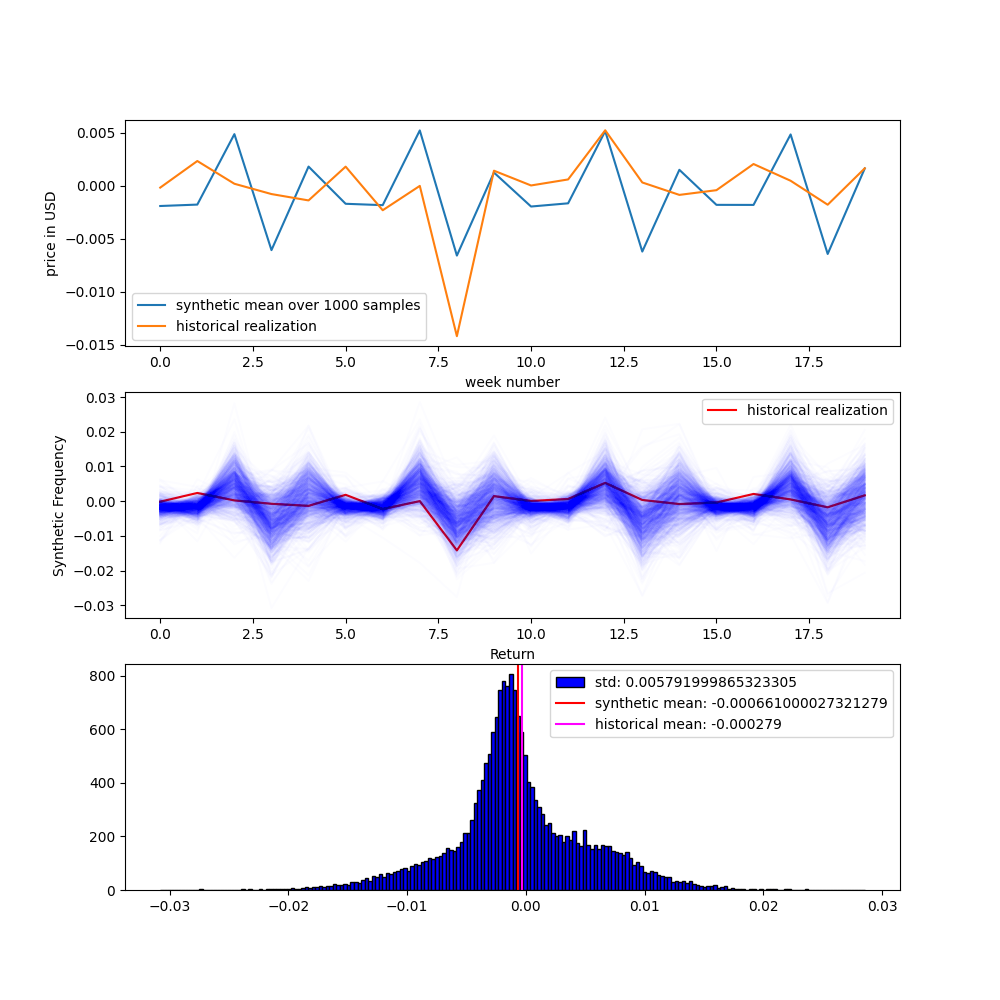 0.005
0.000
−0.005
−0.010
−0.015
price in USD
synthetic mean over 1000 samples
historical realization
0.0 2.5 5.0 7.5 10.0 12.5 15.0 17.5
week number
0.03
0.02
0.01
0.00
−0.01
−0.02
−0.03
Synthetic Frequency
historical realization
0.0 2.5 5.0 7.5 10.0 12.5 15.0 17.5
Return
800
600
400
200
0
std: 0.005791999865323305
synthetic mean: -0.000661000027321279
historical mean: -0.000279
−0.03 −0.02 −0.01 0.00 0.01 0.02 0.03